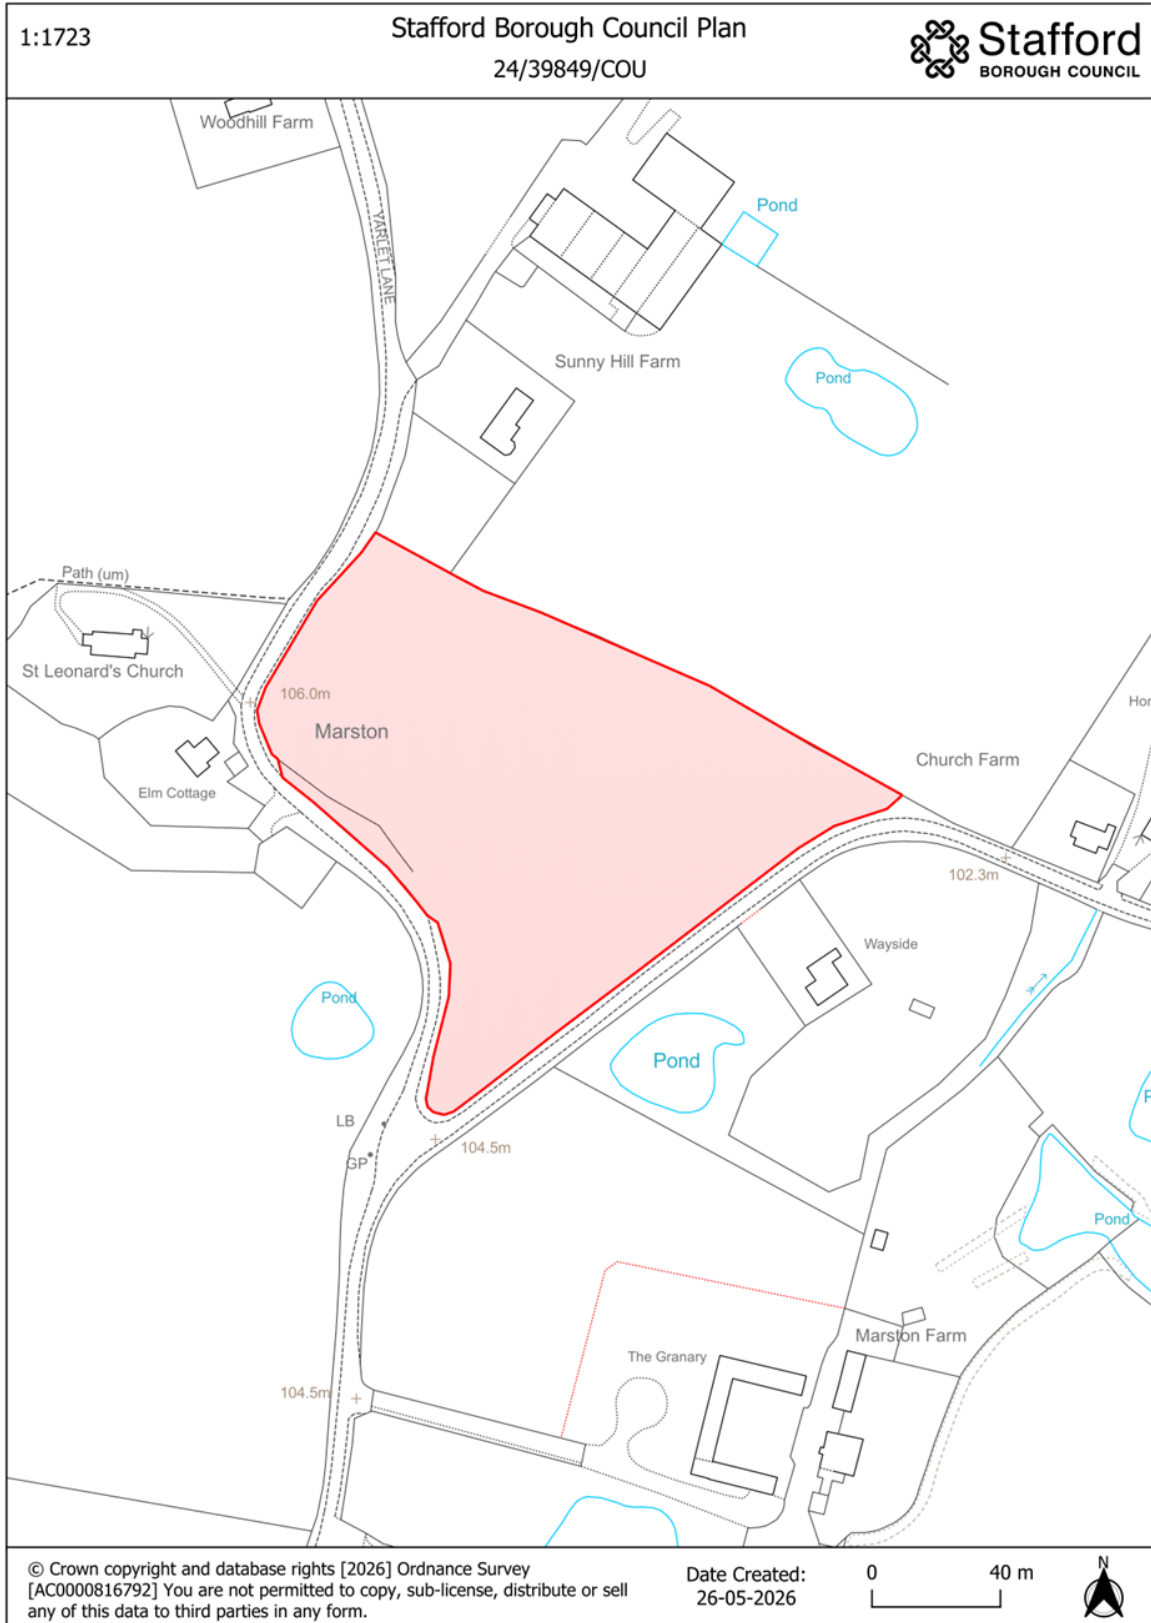 1:1723
Stafford Borough Council Plan
24/39849/COU
Stafford
BOROUGH COUNCIL
Woodhill Farm
YARLET LANE
Pond
Sunny Hill Farm
Pond
Path (um)
St Leonard's Church
106.0m
Marston
Elm Cottage
Church Farm
Hor
102.3m
Wayside
Pond
Pond
LB
104.5m
GP
Pond
Marston Farm
The Granary
104.5m
© Crown copyright and database rights [2026] Ordnance Survey
[AC0000816792] You are not permitted to copy, sub-license, distribute or sell
any of this data to third parties in any form.
Date Created:
26-05-2026
0 40 m
N